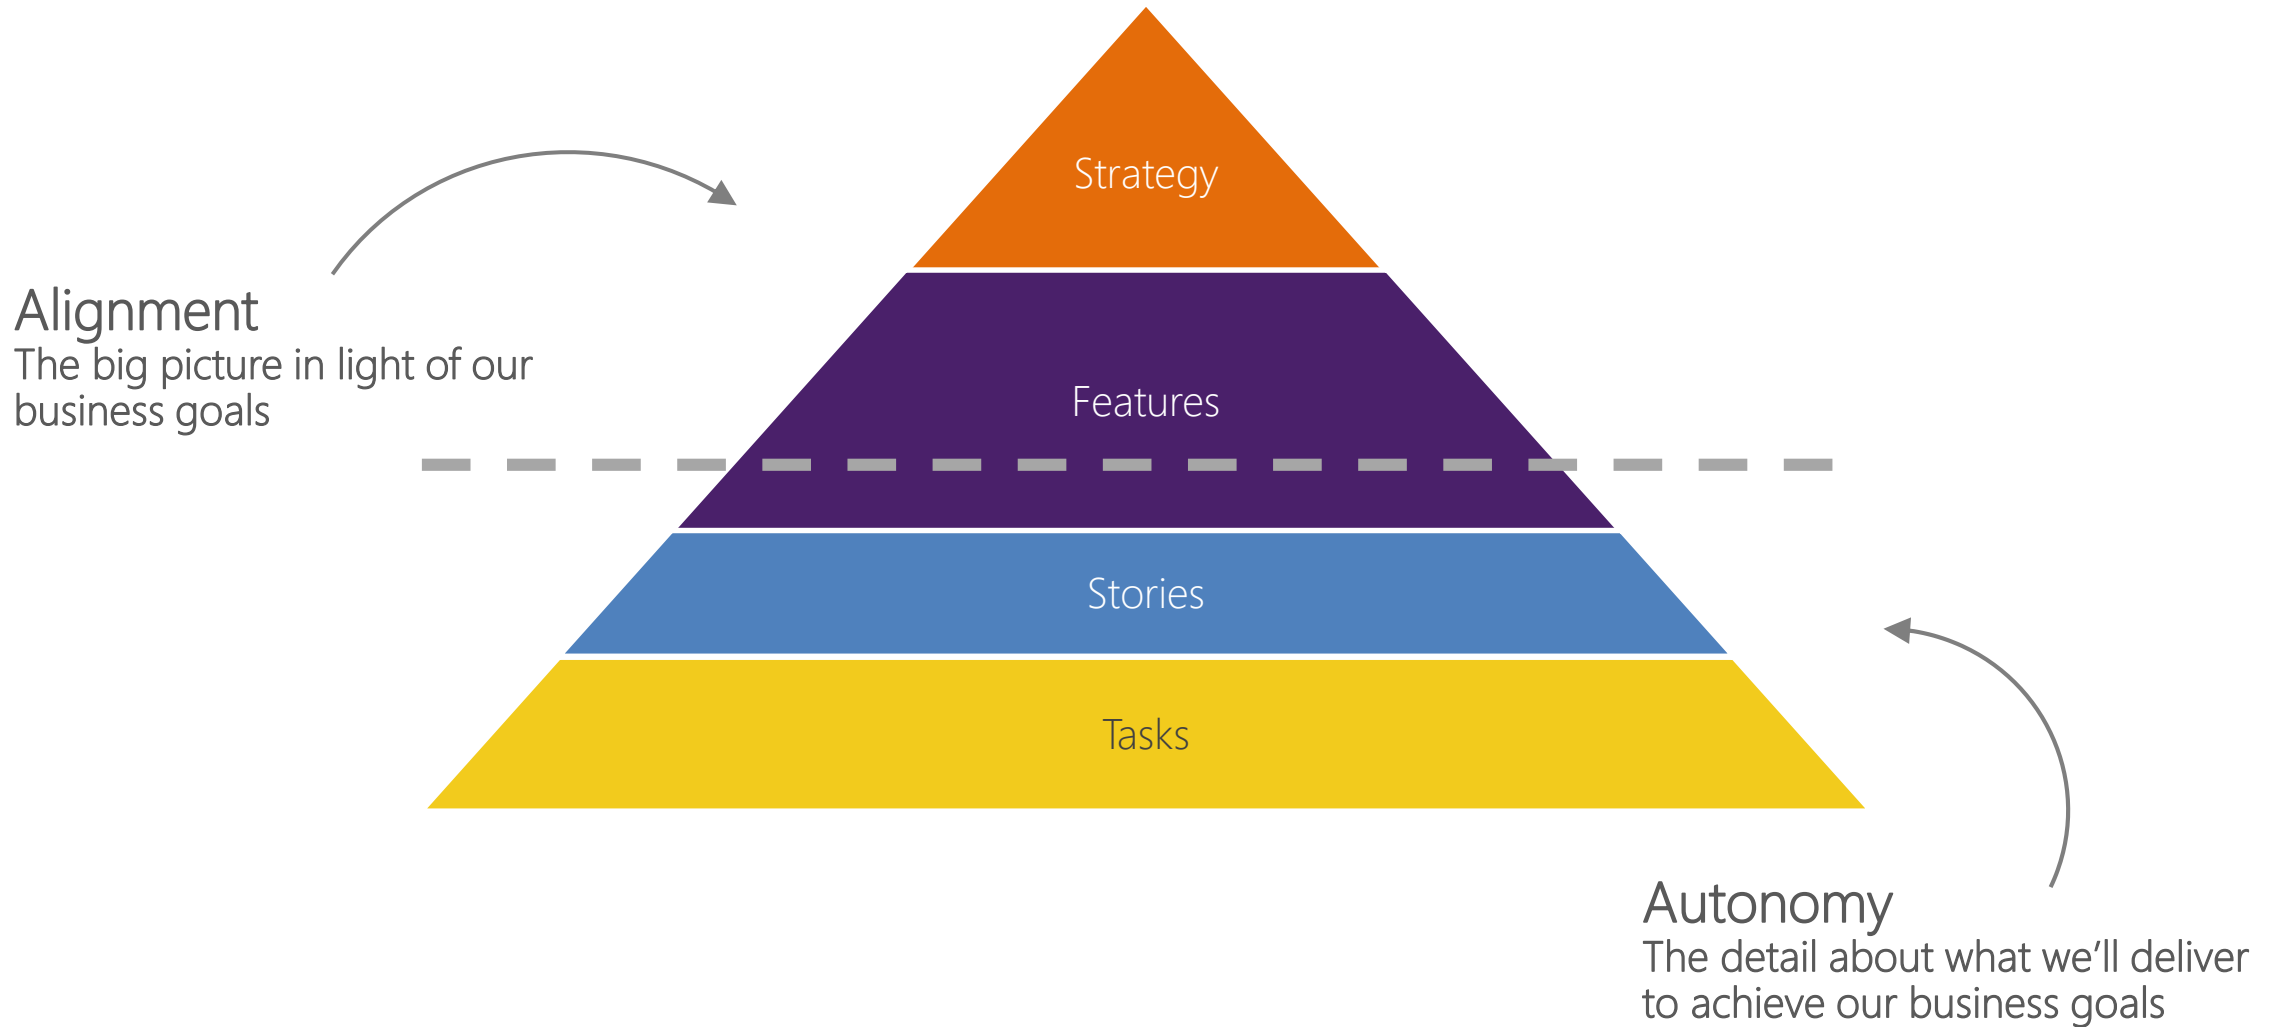 Strategy
Alignment
The big picture in light of our
business goals
Features
Stories
Tasks
Autonomy
The detail about what we’ll deliver
to achieve our business goals